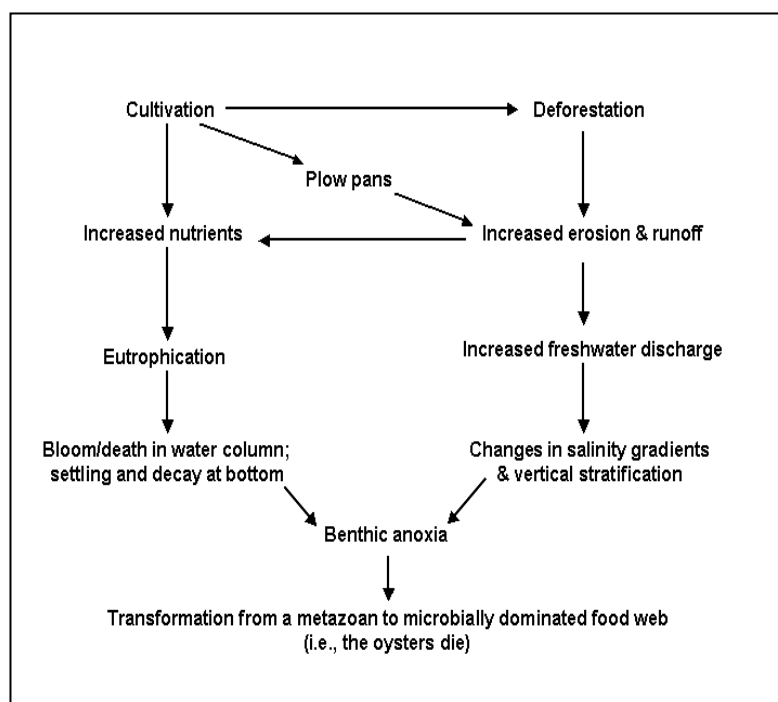 Cultivation
Deforestation
Plow pans
Increased nutrients
Increased erosion & runoff
Eutrophication
Increased freshwater discharge
Bloom/death in water column;
settling and decay at bottom
Changes in salinity gradients
& vertical stratification
Benthic anoxia
Transformation from a metazoan to microbially dominated food web
(i.e., the oysters die)